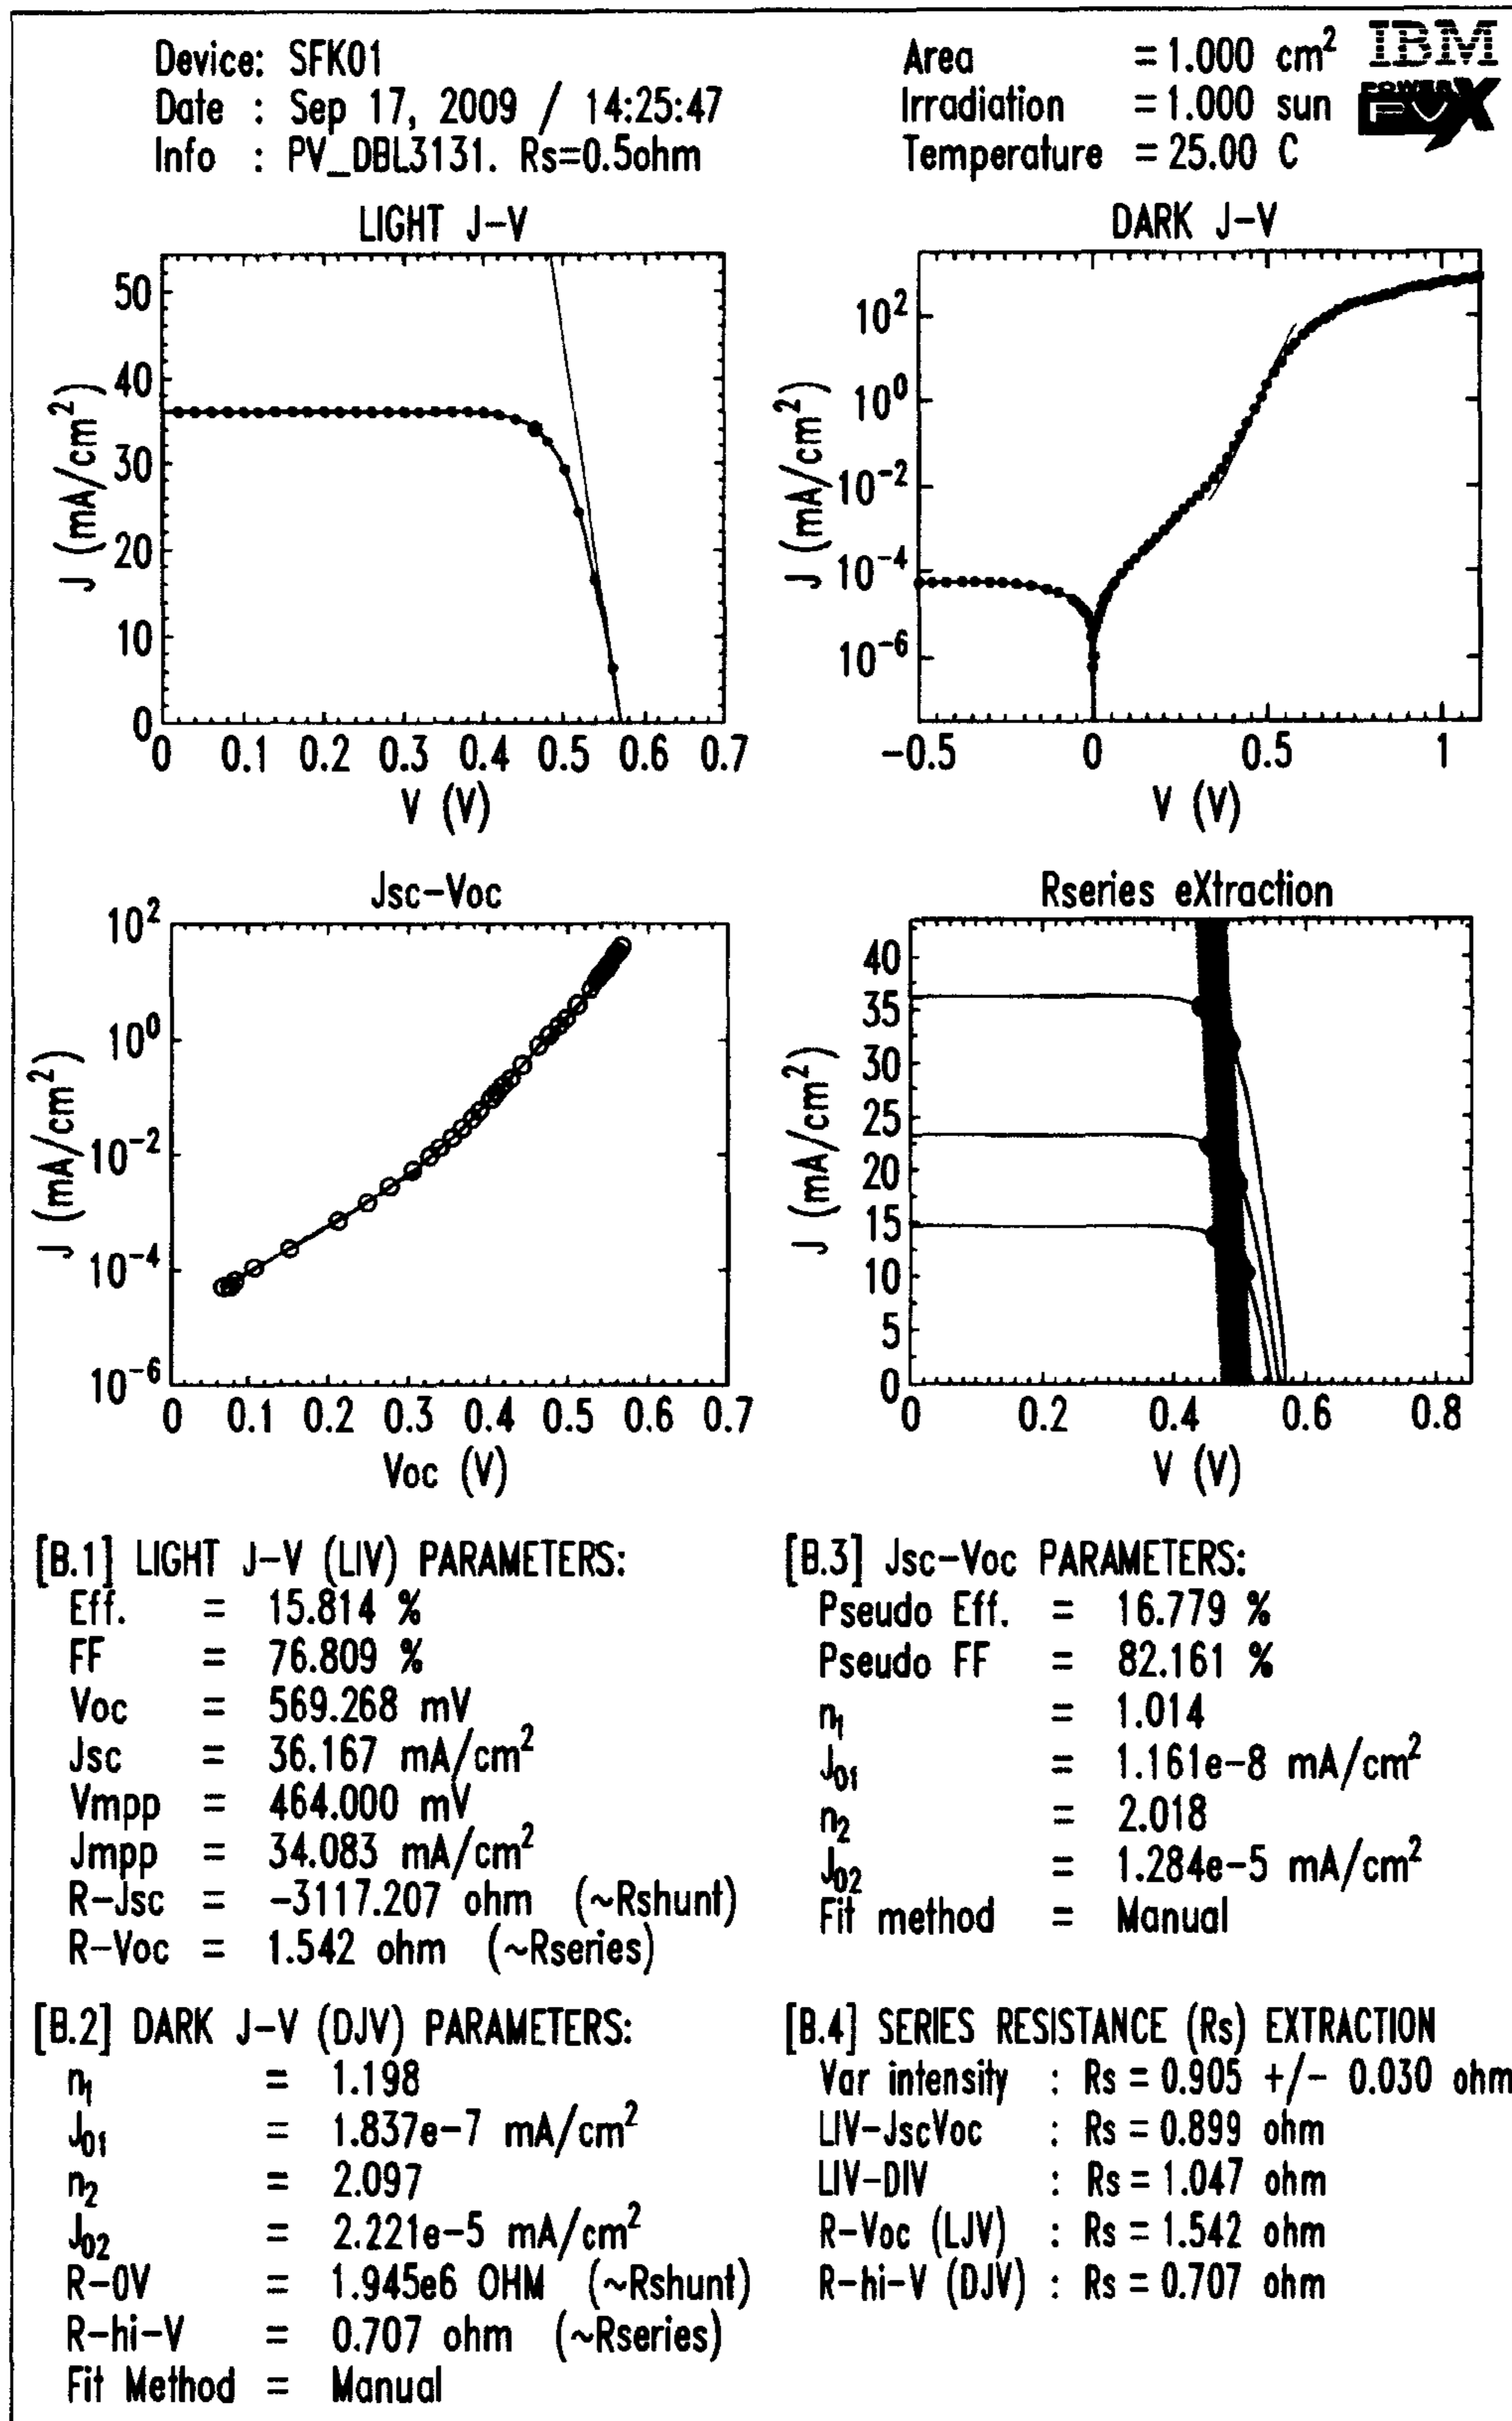 Device: SFK01
Date : Sep 17, 2009 / 14:25:47
Info : PV_DBL3131. Rs=0.5ohm
Area = 1.000 cm²
Irradiation = 1.000 sun
Temperature = 25.00 C
IBM
POWER
PVX
LIGHT J-V
J (mA/cm²)
50
40
30
20
10
0
0 0.1 0.2 0.3 0.4 0.5 0.6 0.7
V (V)
DARK J-V
J (mA/cm²)
10²
10⁰
10⁻²
10⁻⁴
10⁻⁶
-0.5 0 0.5 1
V (V)
Jsc-Voc
J (mA/cm²)
10²
10⁰
10⁻²
10⁻⁴
10⁻⁶
0 0.1 0.2 0.3 0.4 0.5 0.6 0.7
Voc (V)
Rseries eXtraction
J (mA/cm²)
40
35
30
25
20
15
10
5
0
0 0.2 0.4 0.6 0.8
V (V)
[B.1] LIGHT J-V (LIV) PARAMETERS:
Eff. = 15.814 %
FF = 76.809 %
Voc = 569.268 mV
Jsc = 36.167 mA/cm²
Vmpp = 464.000 mV
Jmpp = 34.083 mA/cm²
R-Jsc = -3117.207 ohm (~Rshunt)
R-Voc = 1.542 ohm (~Rseries)
[B.2] DARK J-V (DJV) PARAMETERS:
n₁ = 1.198
J₀₁ = 1.837e-7 mA/cm²
n₂ = 2.097
J₀₂ = 2.221e-5 mA/cm²
R-0V = 1.945e6 OHM (~Rshunt)
R-hi-V = 0.707 ohm (~Rseries)
Fit Method = Manual
[B.3] Jsc-Voc PARAMETERS:
Pseudo Eff. = 16.779 %
Pseudo FF = 82.161 %
n₁ = 1.014
J₀₁ = 1.161e-8 mA/cm²
n₂ = 2.018
J₀₂ = 1.284e-5 mA/cm²
Fit method = Manual
[B.4] SERIES RESISTANCE (Rs) EXTRACTION
Var intensity : Rs = 0.905 +/- 0.030 ohm
LIV-JscVoc : Rs = 0.899 ohm
LIV-DIV : Rs = 1.047 ohm
R-Voc (LJV) : Rs = 1.542 ohm
R-hi-V (DJV) : Rs = 0.707 ohm